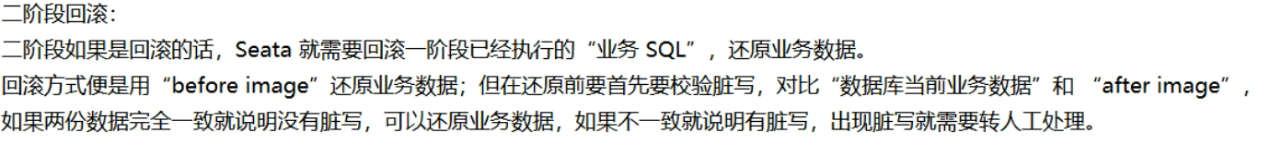 二阶段回滚：
二阶段如果是回滚的话，Seata 就需要回滚一阶段已经执行的“业务 SQL”，还原业务数据。
回滚方式便是用“before image”还原业务数据；但在还原前要首先要校验脏写，对比“数据库当前业务数据”和 “after image”，
如果两份数据完全一致就说明没有脏写，可以还原业务数据，如果不一致就说明有脏写，出现脏写就需要转人工处理。